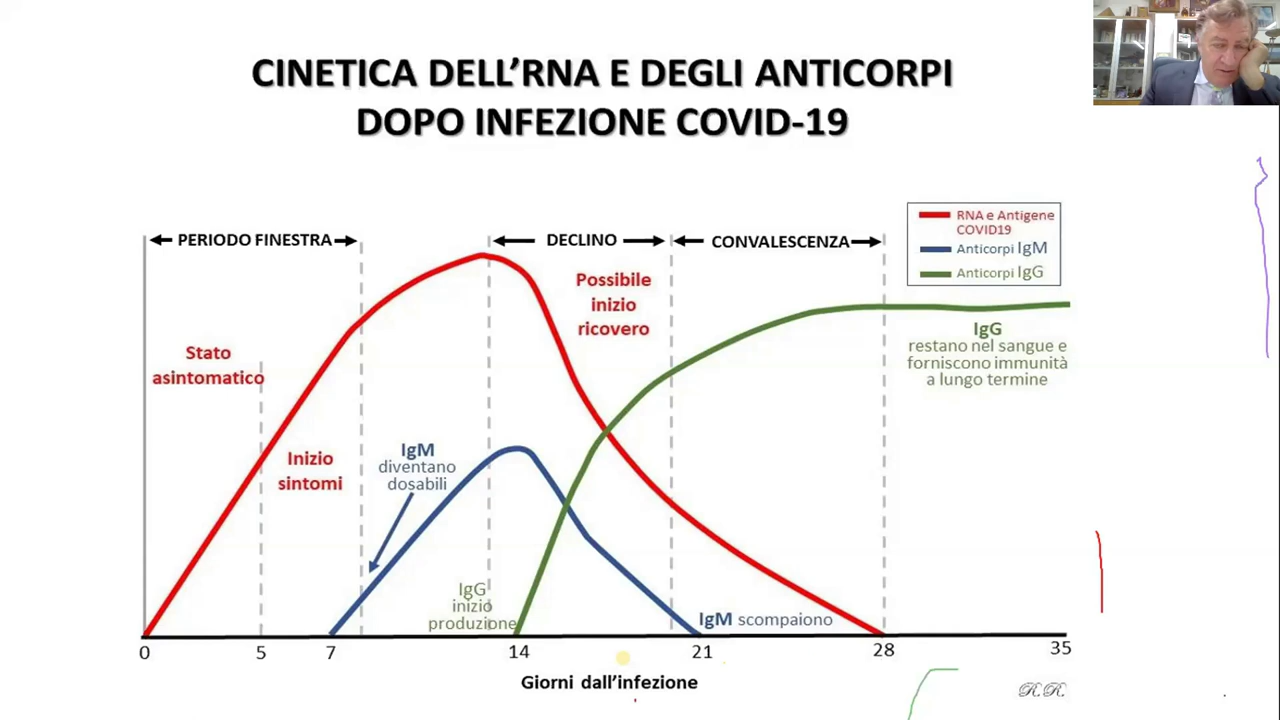 CINETICA DELL'RNA E DEGLI ANTICORPI
DOPO INFEZIONE COVID-19
PERIODO FINESTRA
DECLINO
CONVALESCENZA
RNA e Antigene
COVID19
Anticorpi IgM
Anticorpi IgG
Stato
asintomatico
Inizio
sintomi
IgM
diventano
dosabili
IgG
inizio
produzione
Possibile
inizio
ricovero
IgG
restano nel sangue e
forniscono immunità
a lungo termine
IgM scompaiono
0 5 7 14 21 28 35
Giorni dall'infezione
R.R.